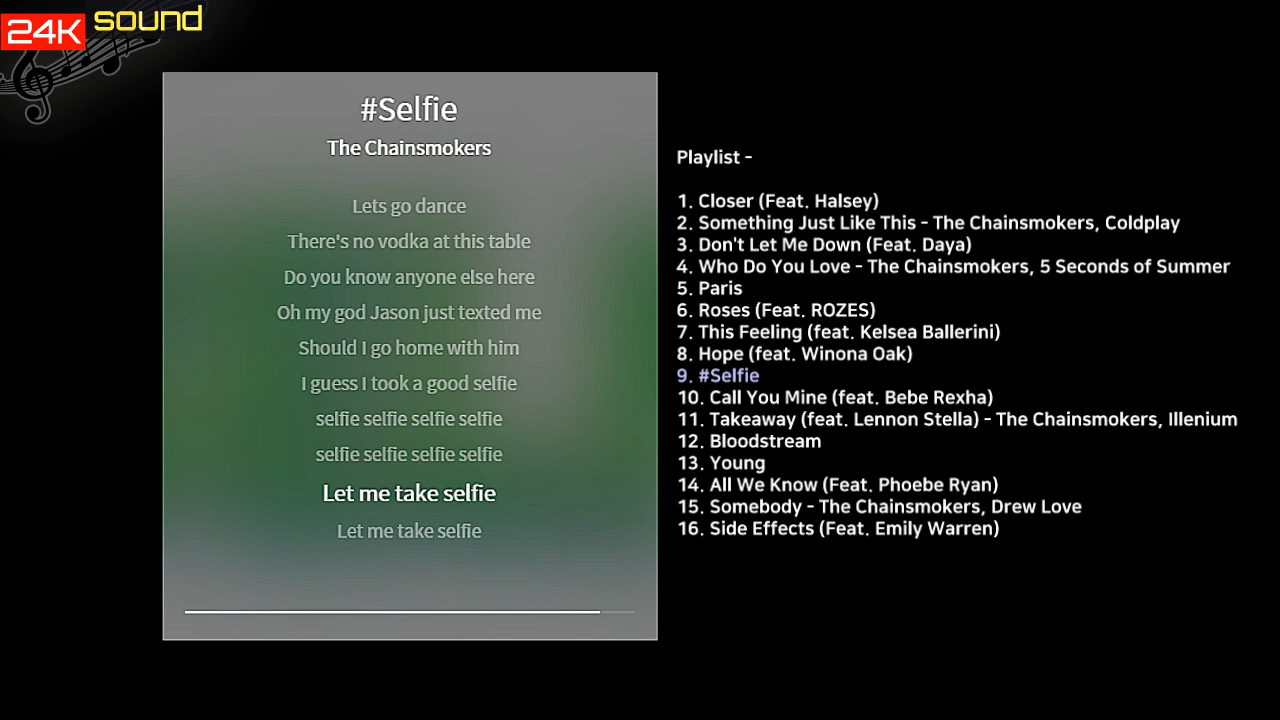 24K sound
#Selfie
The Chainsmokers
Lets go dance
There's no vodka at this table
Do you know anyone else here
Oh my god Jason just texted me
Should I go home with him
I guess I took a good selfie
selfie selfie selfie selfie
selfie selfie selfie selfie
Let me take selfie
Let me take selfie
Playlist -
1. Closer (Feat. Halsey)
2. Something Just Like This - The Chainsmokers, Coldplay
3. Don't Let Me Down (Feat. Daya)
4. Who Do You Love - The Chainsmokers, 5 Seconds of Summer
5. Paris
6. Roses (Feat. ROZES)
7. This Feeling (feat. Kelsea Ballerini)
8. Hope (feat. Winona Oak)
9. #Selfie
10. Call You Mine (feat. Bebe Rexha)
11. Takeaway (feat. Lennon Stella) - The Chainsmokers, Illenium
12. Bloodstream
13. Young
14. All We Know (Feat. Phoebe Ryan)
15. Somebody - The Chainsmokers, Drew Love
16. Side Effects (Feat. Emily Warren)